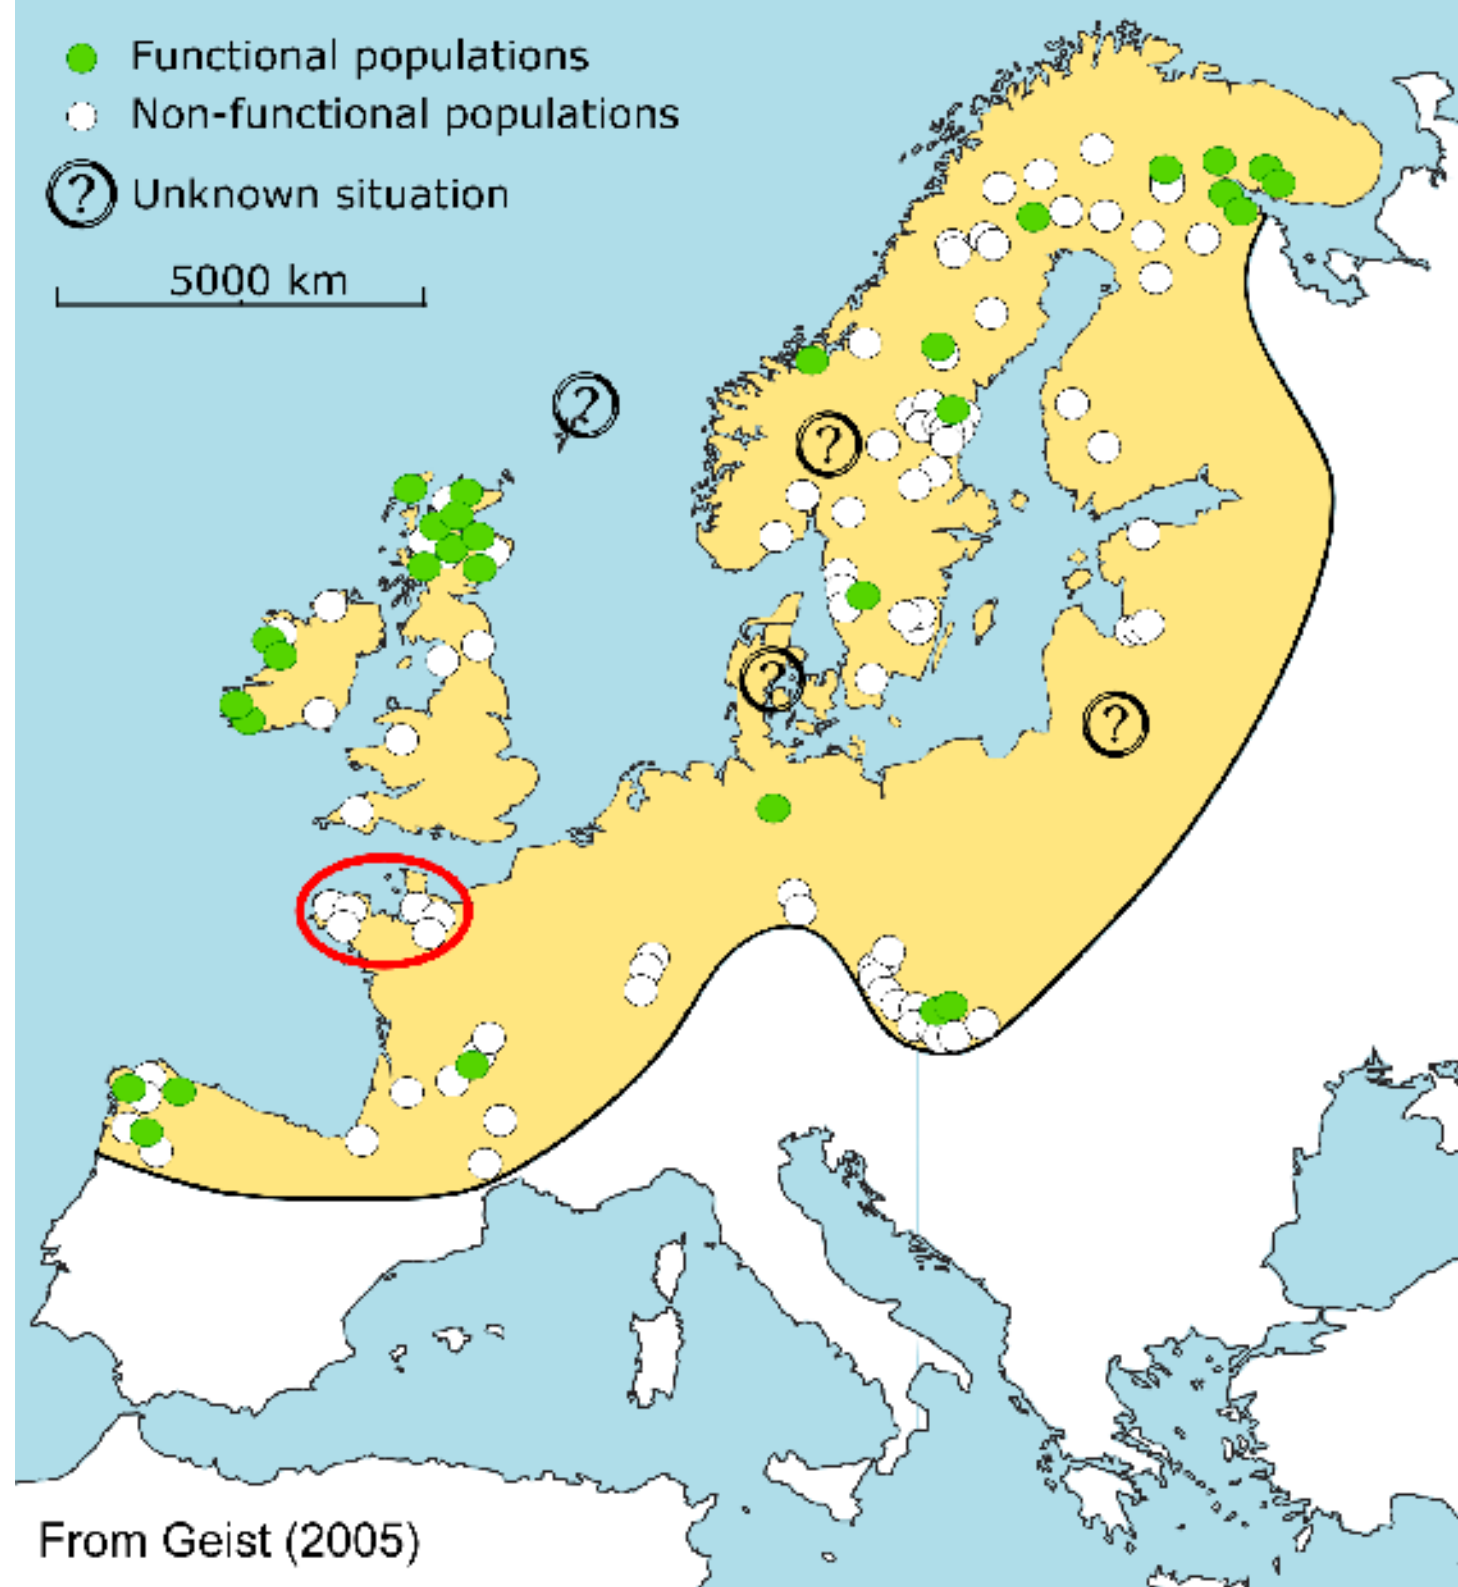 Functional populations
Non-functional populations
? Unknown situation
5000 km
?
?
?
?
From Geist (2005)